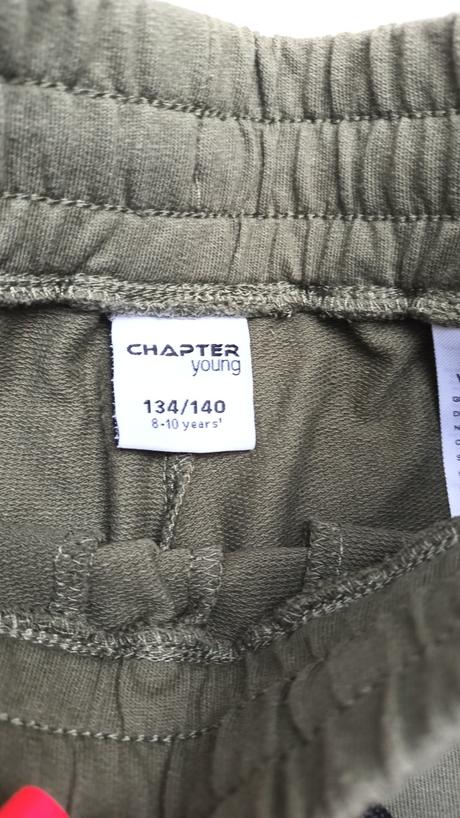 CHAPTER
young
134/140
8-10 years'